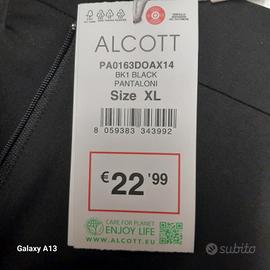 ALCOTT
PA0163DOAX14
BK1 BLACK
PANTALONI
Size XL
8 059383 343992
€22'99
CARE FOR PLANET
ENJOY LIFE
WWW.ALCOTT.EU
Galaxy A13
subito